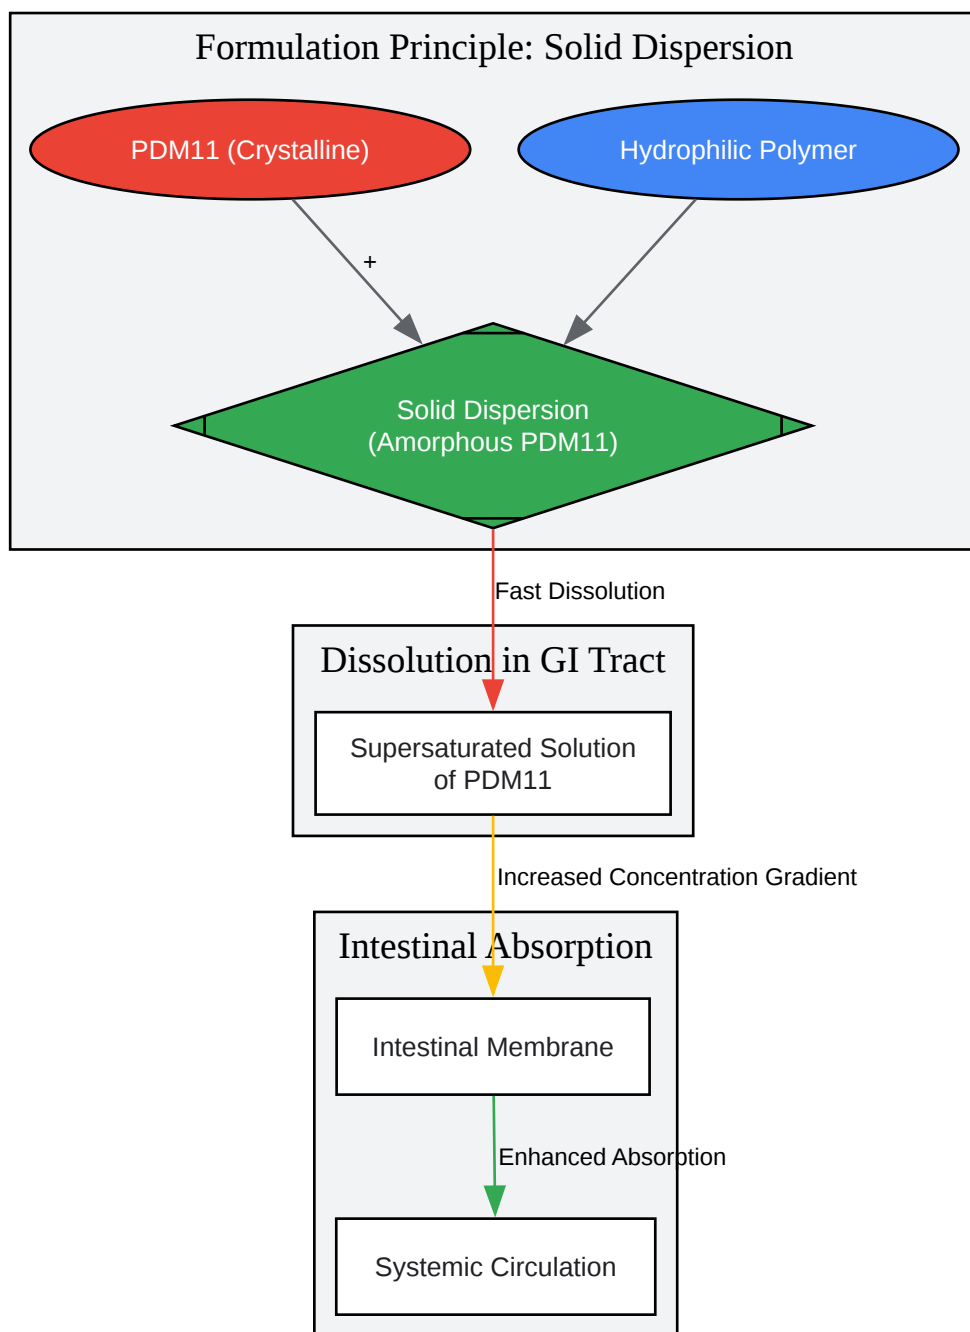 Formulation Principle: Solid Dispersion
PDM11 (Crystalline)
Hydrophilic Polymer
+
Solid Dispersion
(Amorphous PDM11)
Fast Dissolution
Dissolution in GI Tract
Supersaturated Solution
of PDM11
Increased Concentration Gradient
Intestinal Absorption
Intestinal Membrane
Enhanced Absorption
Systemic Circulation